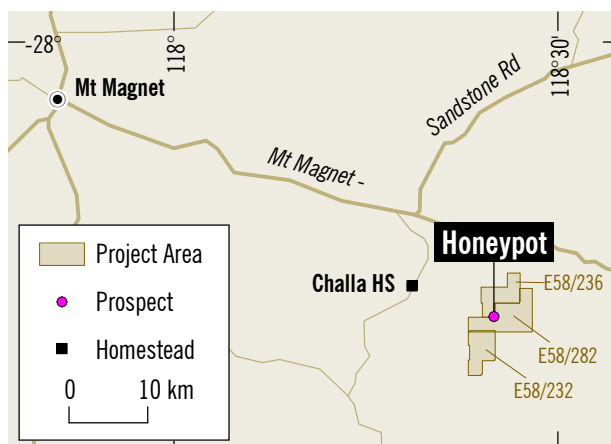 -28°
118°
118°30'
Mt Magnet
Sandstone Rd
Mt Magnet -
Honeypot
Challa HS
E58/236
E58/282
E58/232
Project Area
Prospect
Homestead
0 10 km